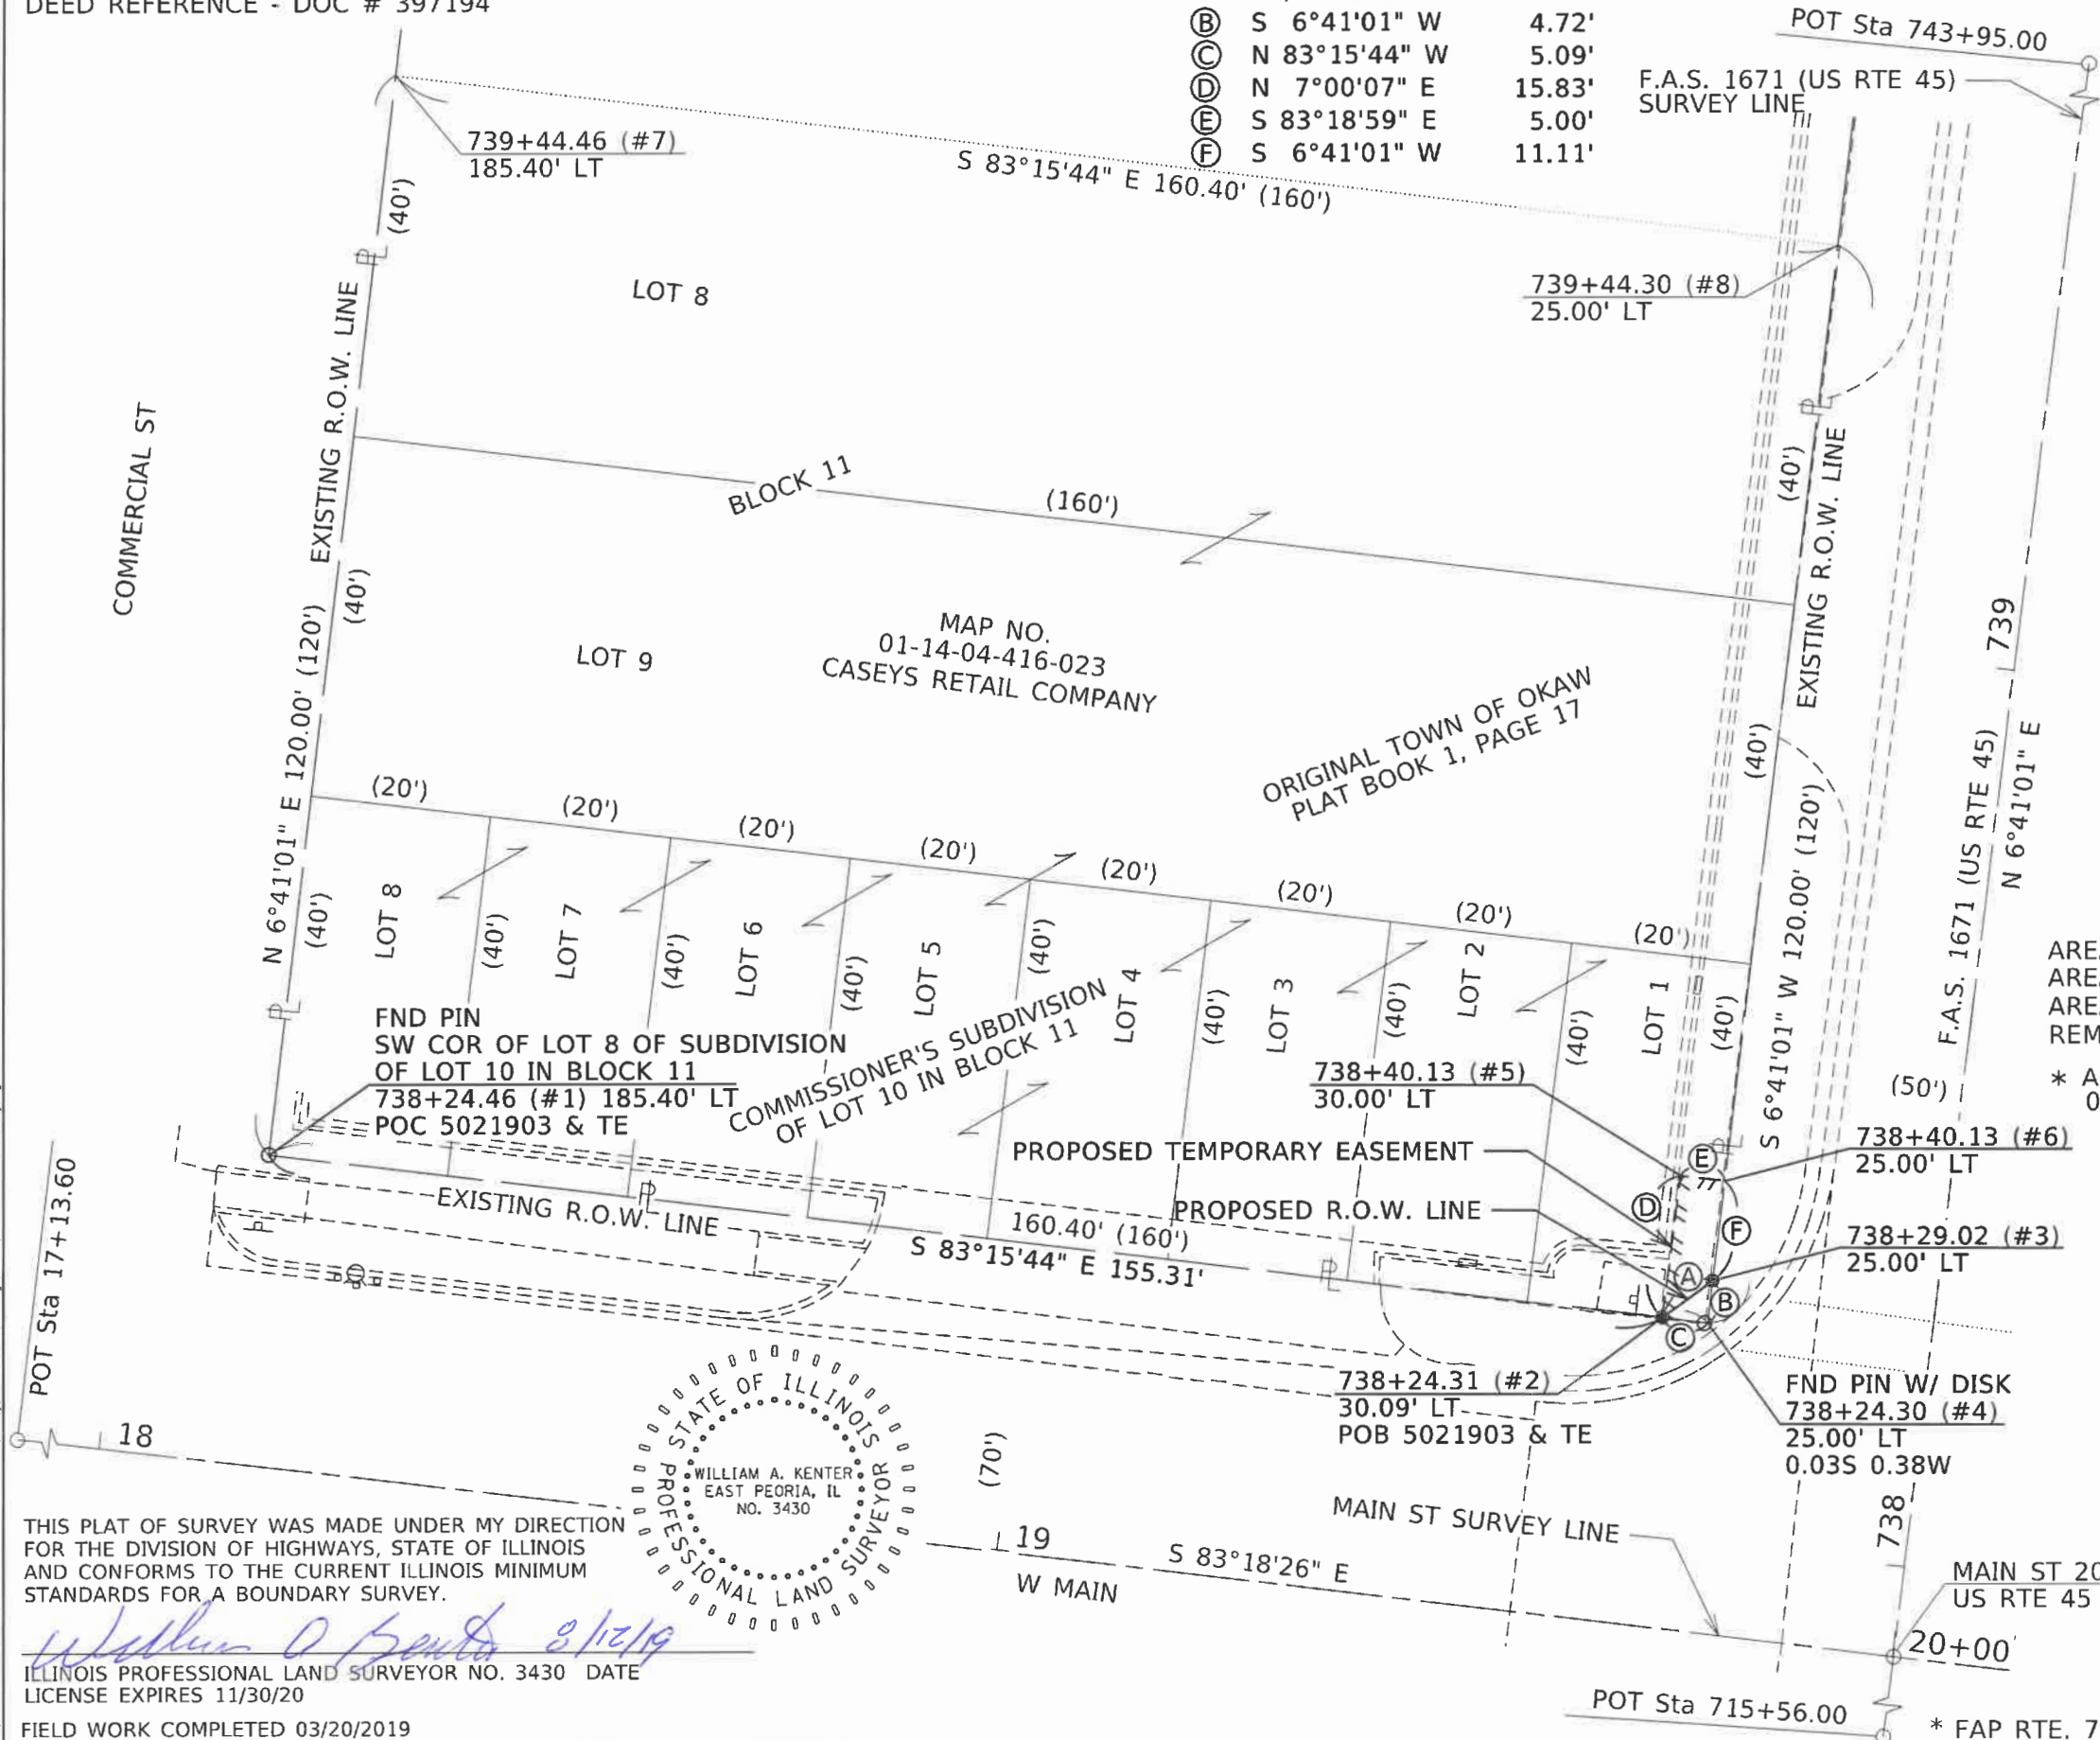 DEED REFERENCE - DOC # 397194
Ⓑ S 6°41'01" W 4.72'
Ⓒ N 83°15'44" W 5.09'
Ⓓ N 7°00'07" E 15.83'
Ⓔ S 83°18'59" E 5.00'
Ⓕ S 6°41'01" W 11.11'
POT Sta 743+95.00
F.A.S. 1671 (US RTE 45)
SURVEY LINE
739+44.46 (#7)
185.40' LT
S 83°15'44" E 160.40' (160')
(40')
LOT 8
739+44.30 (#8)
25.00' LT
EXISTING R.O.W. LINE
COMMERCIAL ST
BLOCK 11
(160')
(40')
EXISTING R.O.W. LINE
(40')
N 6°41'01" E 120.00' (120')
LOT 9
MAP NO.
01-14-04-416-023
CASEYS RETAIL COMPANY
ORIGINAL TOWN OF OKAW
PLAT BOOK 1, PAGE 17
(40')
739
N 6°41'01" E
F.A.S. 1671 (US RTE 45)
S 6°41'01" W 120.00' (120')
(20')
(20')
(20')
(20')
(20')
(20')
(20')
(20')
(40')
LOT 8
(40')
LOT 7
(40')
LOT 6
(40')
LOT 5
(40')
LOT 4
(40')
LOT 3
(40')
LOT 2
(40')
LOT 1
(40')
(50')
ARE
ARE
ARE
REM
* A
0
FND PIN
SW COR OF LOT 8 OF SUBDIVISION
OF LOT 10 IN BLOCK 11
738+24.46 (#1) 185.40' LT
POC 5021903 & TE
COMMISSIONER'S SUBDIVISION
OF LOT 10 IN BLOCK 11
738+40.13 (#5)
30.00' LT
PROPOSED TEMPORARY EASEMENT
PROPOSED R.O.W. LINE
Ⓔ
Ⓓ
Ⓕ
Ⓐ
Ⓑ
Ⓒ
738+40.13 (#6)
25.00' LT
738+29.02 (#3)
25.00' LT
POT Sta 17+13.60
EXISTING R.O.W. LINE
160.40' (160')
S 83°15'44" E 155.31'
738+24.31 (#2)
30.09' LT
POB 5021903 & TE
FND PIN W/ DISK
738+24.30 (#4)
25.00' LT
0.03S 0.38W
18
STATE OF ILLINOIS
PROFESSIONAL LAND SURVEYOR
WILLIAM A. KENTER
EAST PEORIA, IL
NO. 3430
(70')
19
S 83°18'26" E
W MAIN
MAIN ST SURVEY LINE
738
MAIN ST 20
US RTE 45
20+00
POT Sta 715+56.00
* FAP RTE. 7
THIS PLAT OF SURVEY WAS MADE UNDER MY DIRECTION
FOR THE DIVISION OF HIGHWAYS, STATE OF ILLINOIS
AND CONFORMS TO THE CURRENT ILLINOIS MINIMUM
STANDARDS FOR A BOUNDARY SURVEY.
8/12/19
ILLINOIS PROFESSIONAL LAND SURVEYOR NO. 3430 DATE
LICENSE EXPIRES 11/30/20
FIELD WORK COMPLETED 03/20/2019